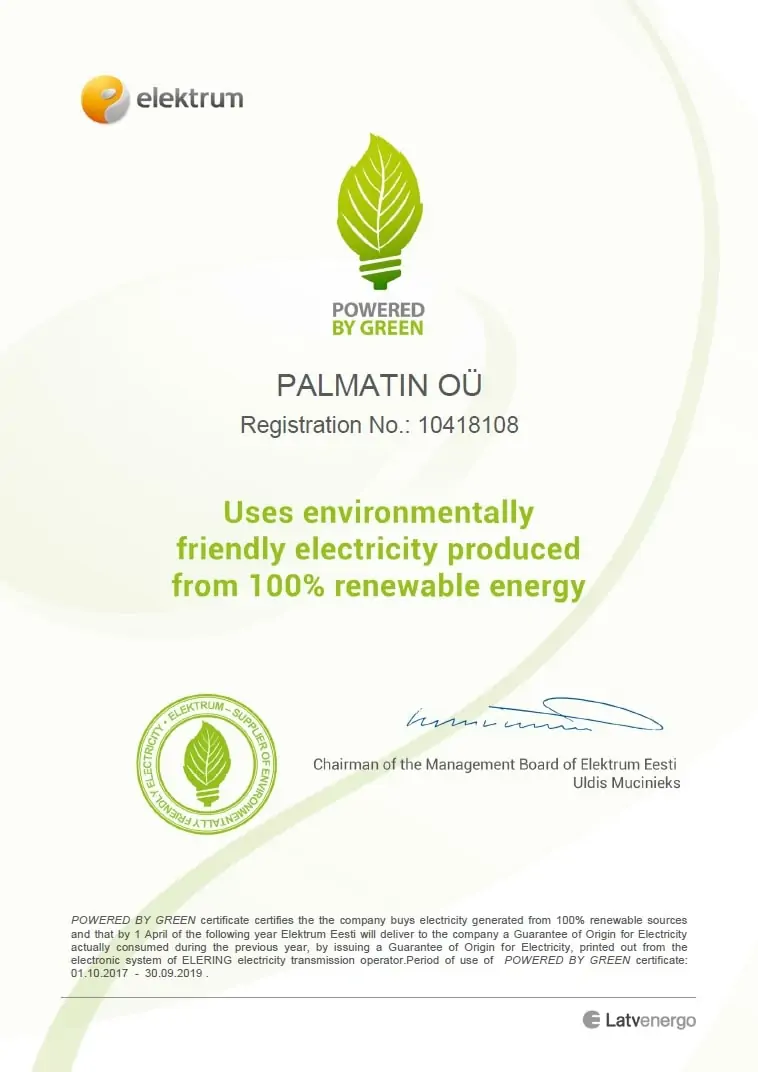 elektrum
POWERED
BY GREEN
PALMATIN OÜ
Registration No.: 10418108
Uses environmentally
friendly electricity produced
from 100% renewable energy
• ELEKTRUM – SUPPLIER OF ENVIRONMENTALLY FRIENDLY ELECTRICITY
Chairman of the Management Board of Elektrum Eesti
Uldis Mucinieks
POWERED BY GREEN certificate certifies the the company buys electricity generated from 100% renewable sources
and that by 1 April of the following year Elektrum Eesti will deliver to the company a Guarantee of Origin for Electricity
actually consumed during the previous year, by issuing a Guarantee of Origin for Electricity, printed out from the
electronic system of ELERING electricity transmission operator.Period of use of POWERED BY GREEN certificate:
01.10.2017 - 30.09.2019 .
Latvenergo